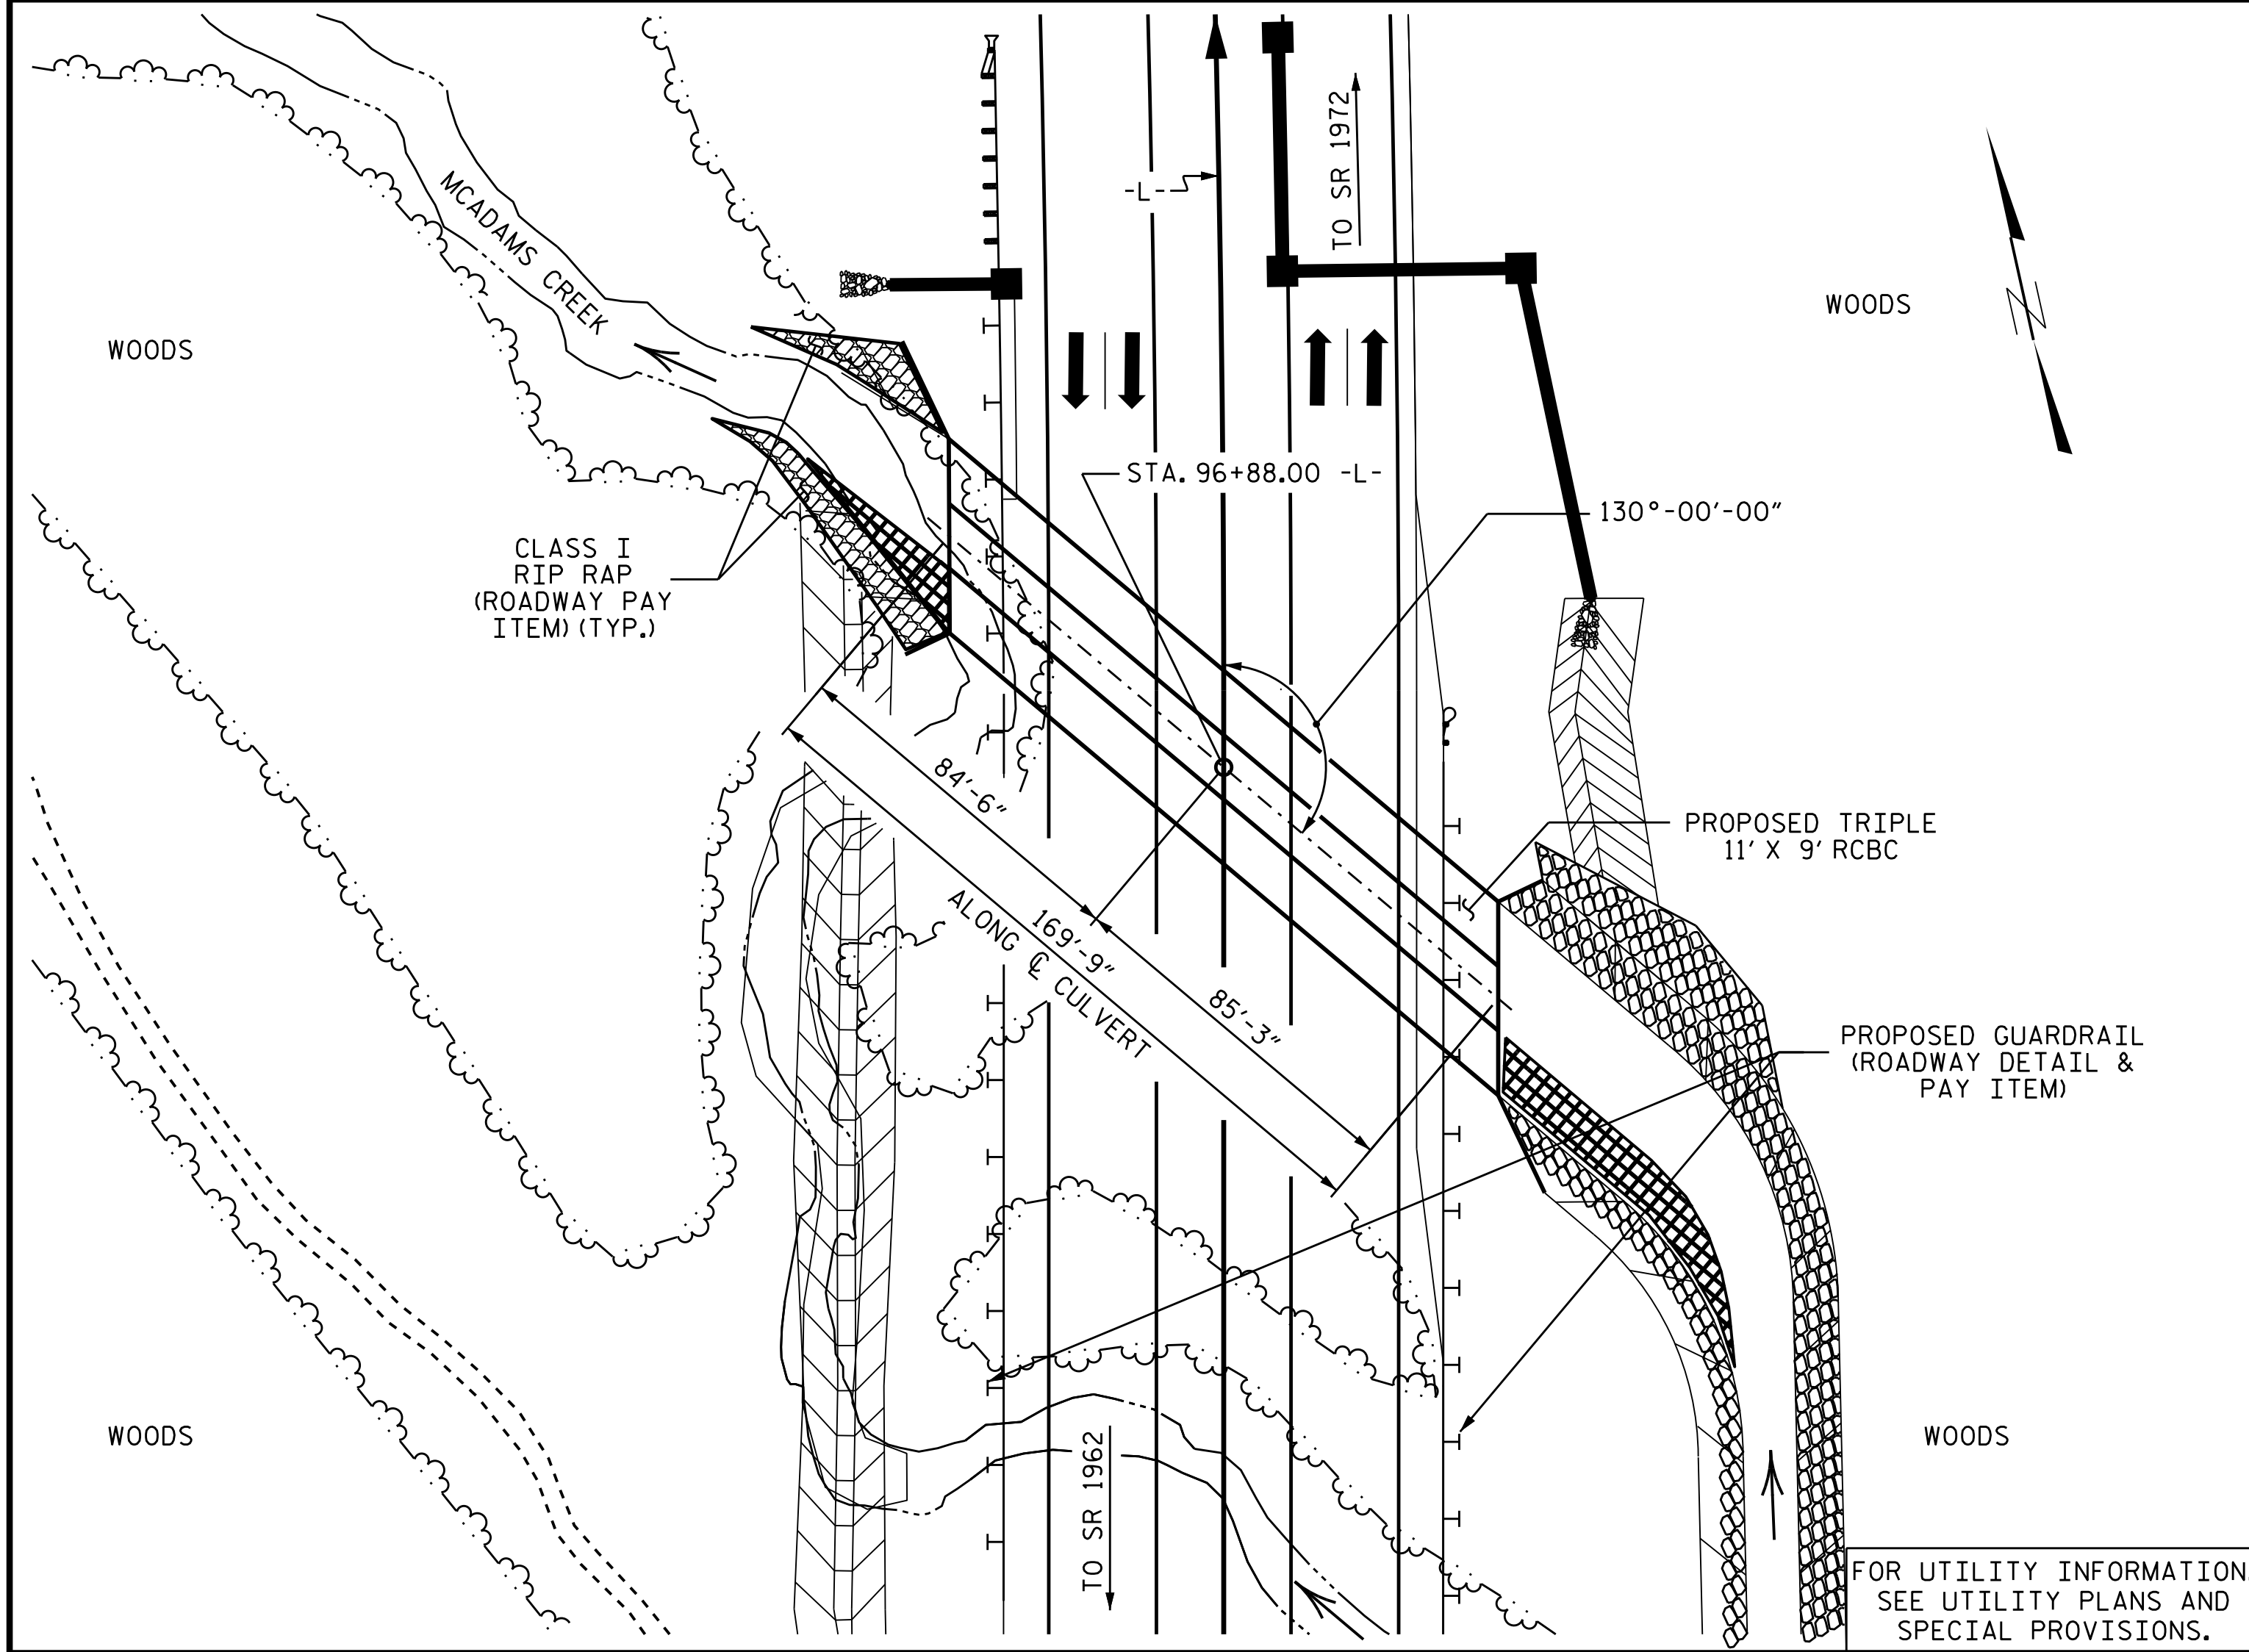 TO SR 1972
-L-
MCADAMS CREEK
WOODS
WOODS
STA. 96+88.00 -L-
130°-00'-00"
CLASS I
RIP RAP
(ROADWAY PAY
ITEM) (TYP.)
84'-6"
PROPOSED TRIPLE
11' X 9' RCBC
169'-9"
ALONG ℄ CULVERT
85'-3"
PROPOSED GUARDRAIL
(ROADWAY DETAIL &
PAY ITEM)
WOODS
WOODS
TO SR 1962
FOR UTILITY INFORMATION,
SEE UTILITY PLANS AND
SPECIAL PROVISIONS.